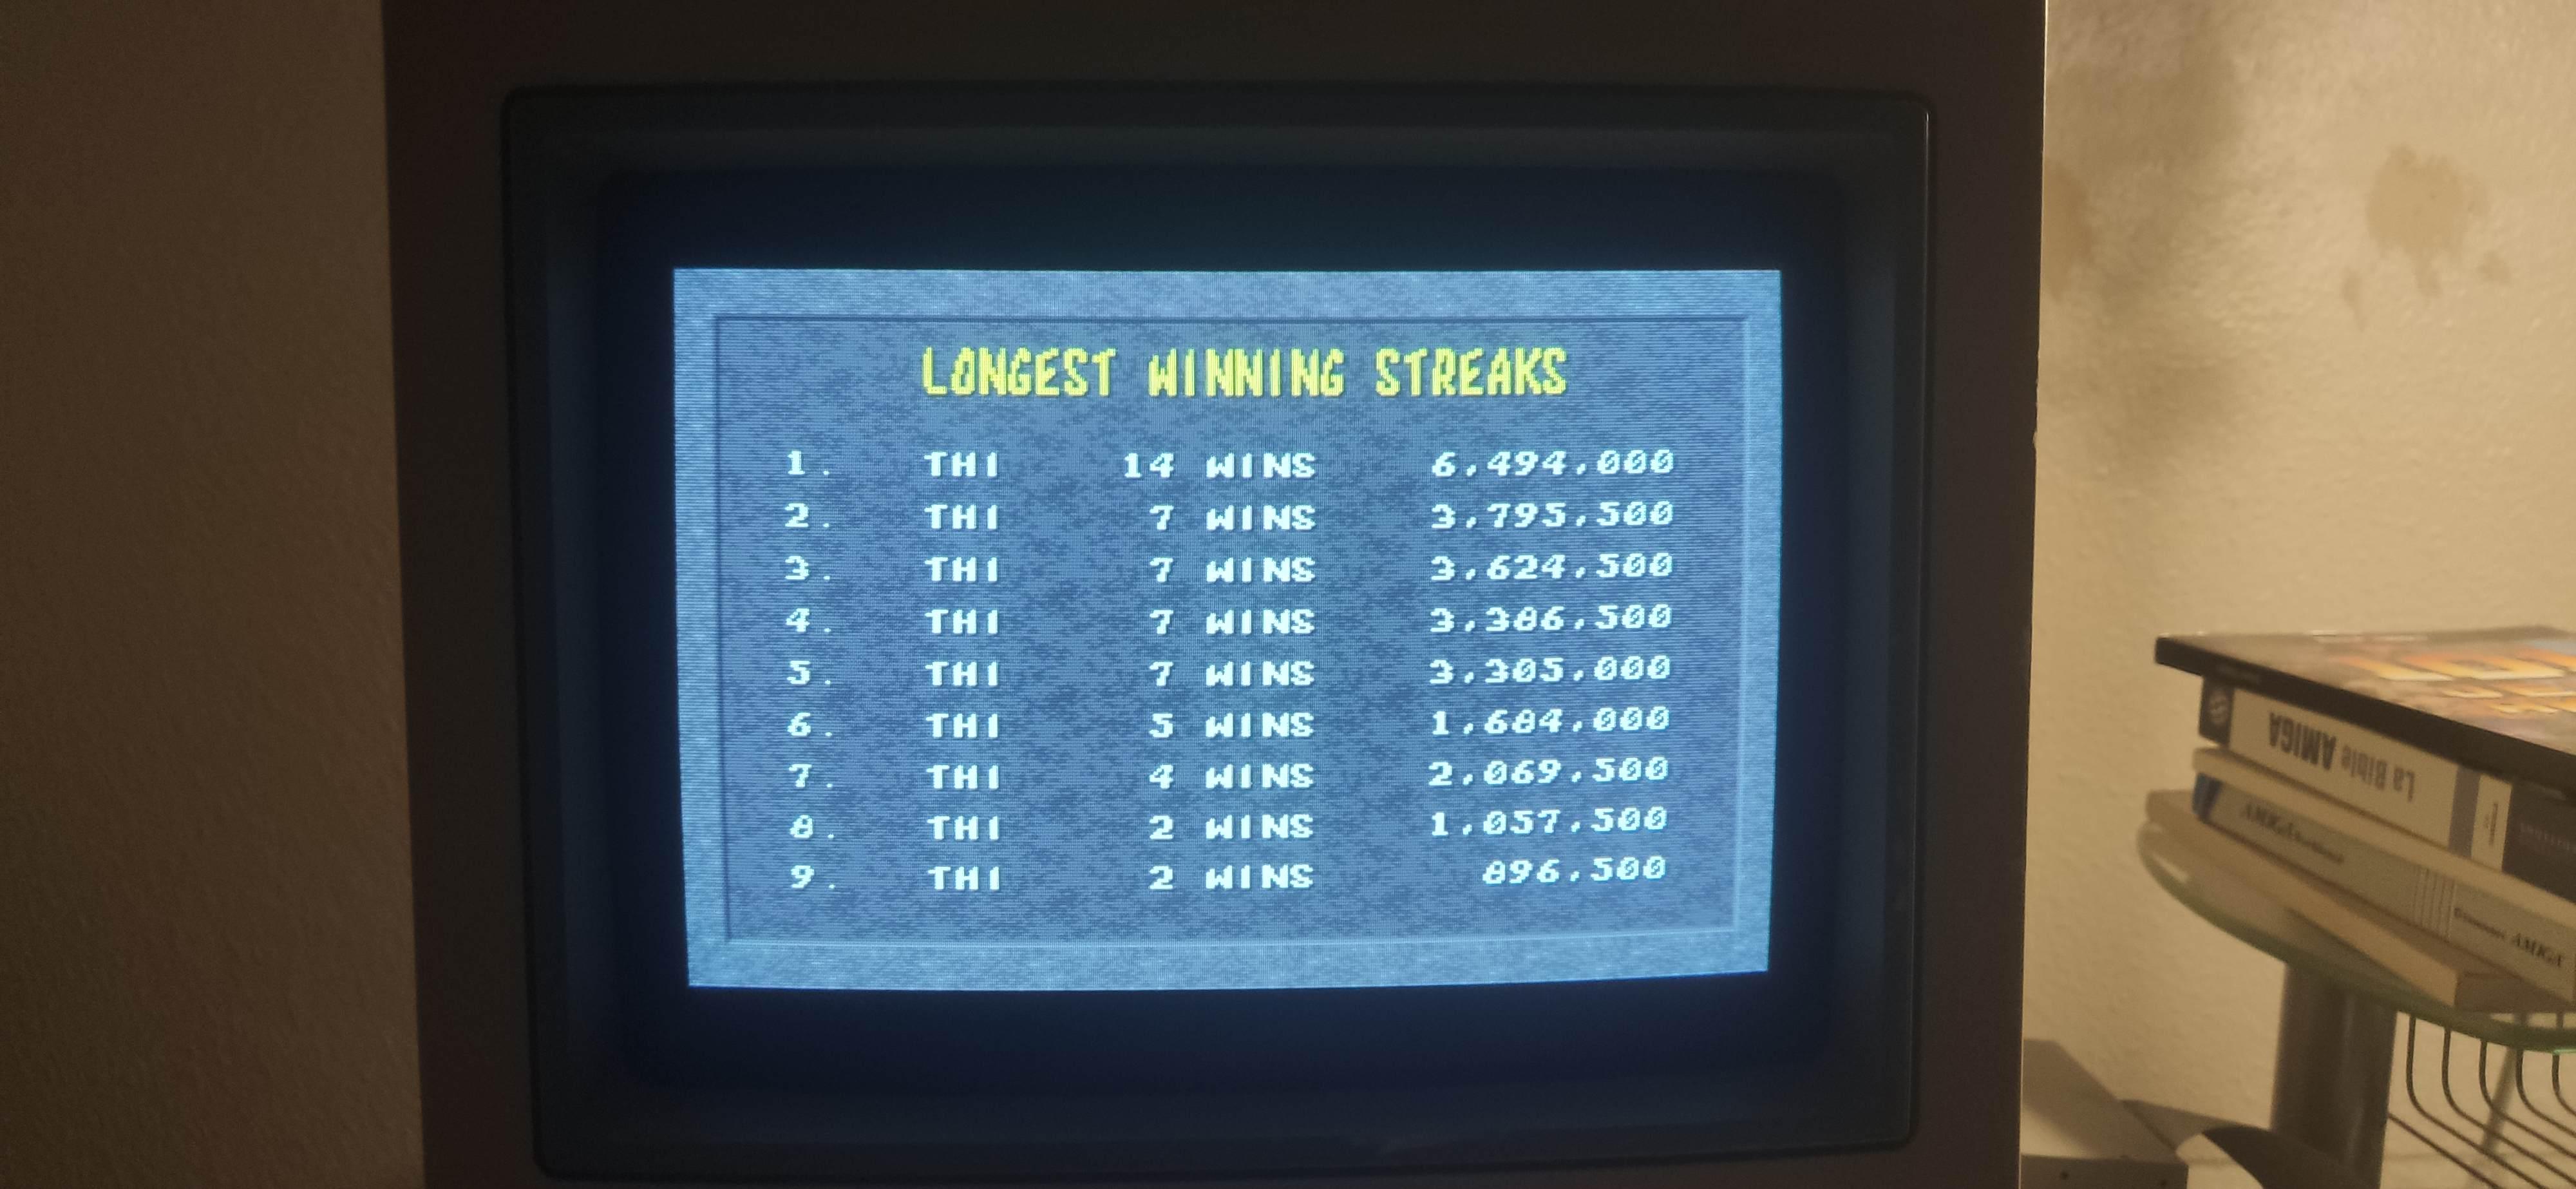 LONGEST WINNING STREAKS
1. THI 14 WINS 6,494,000
2. THI 7 WINS 3,795,500
3. THI 7 WINS 3,624,500
4. THI 7 WINS 3,386,500
5. THI 7 WINS 3,305,000
6. THI 5 WINS 1,684,000
7. THI 4 WINS 2,069,500
8. THI 2 WINS 1,057,500
9. THI 2 WINS 896,500
La Bible AMIGA
AMIGA